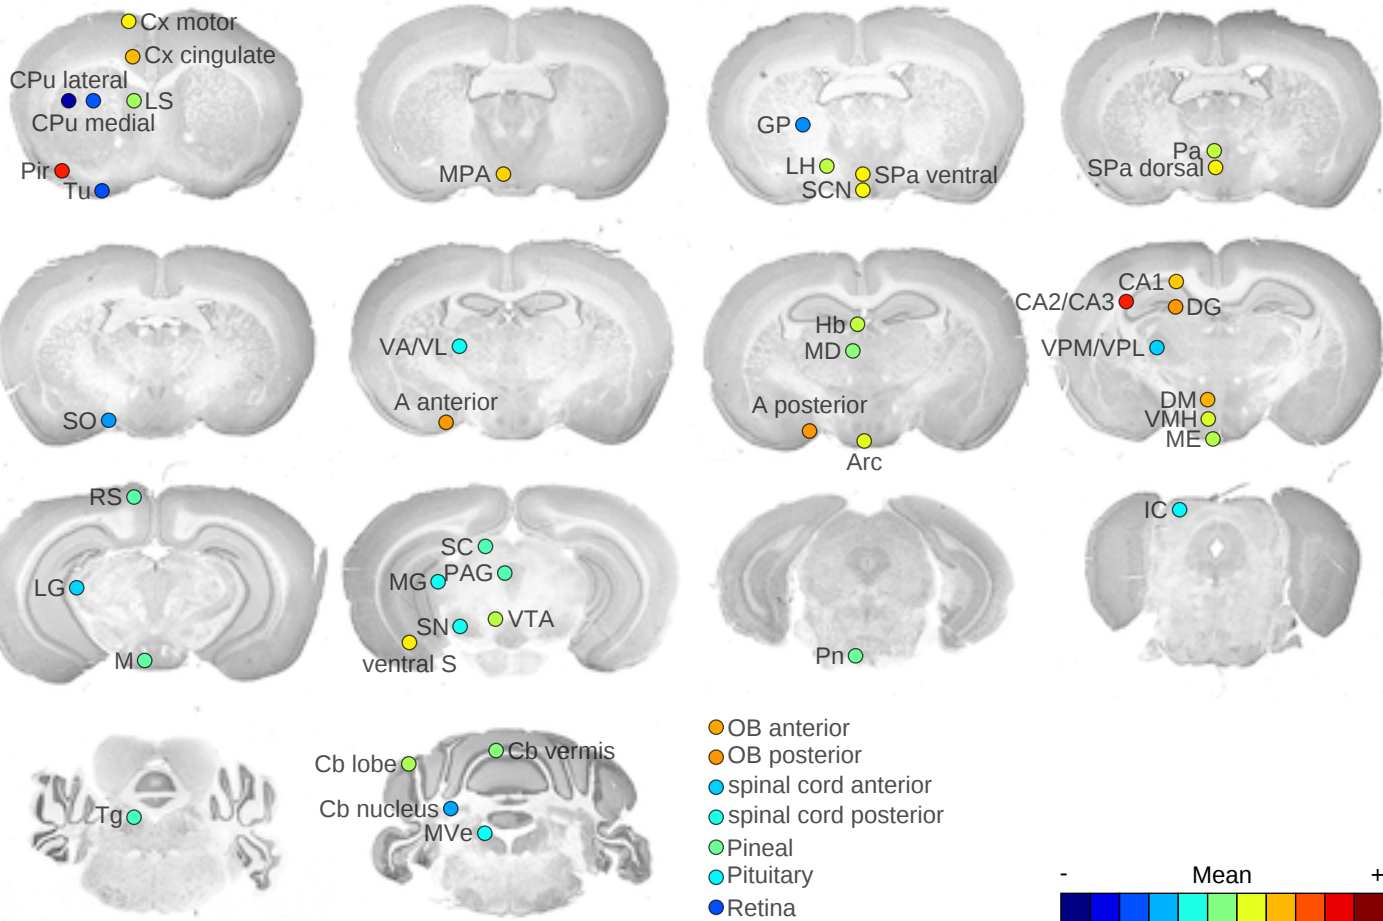 Cx motor
Cx cingulate
CPu lateral
LS
CPu medial
Pir
Tu
MPA
GP
LH
SPa ventral
SCN
Pa
SPa dorsal
SO
VA/VL
A anterior
Hb
MD
A posterior
Arc
CA1
CA2/CA3
DG
VPM/VPL
DM
VMH
ME
RS
LG
M
SC
MG
PAG
SN
VTA
ventral S
Pn
IC
Tg
Cb lobe
Cb vermis
Cb nucleus
MVe
OB anterior
OB posterior
spinal cord anterior
spinal cord posterior
Pineal
Pituitary
Retina
- Mean +